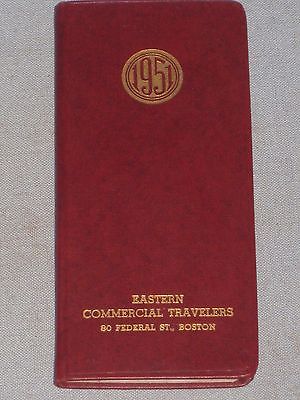 1951
EASTERN
COMMERCIAL TRAVELERS
80 FEDERAL ST., BOSTON